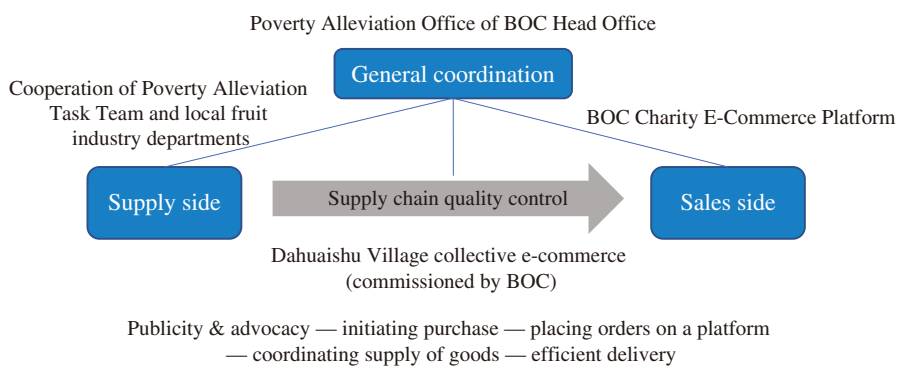 Poverty Alleviation Office of BOC Head Office
General coordination
Cooperation of Poverty Alleviation
Task Team and local fruit
industry departments
BOC Charity E-Commerce Platform
Supply side
Supply chain quality control
Sales side
Dahuaishu Village collective e-commerce
(commissioned by BOC)
Publicity & advocacy — initiating purchase — placing orders on a platform
— coordinating supply of goods — efficient delivery